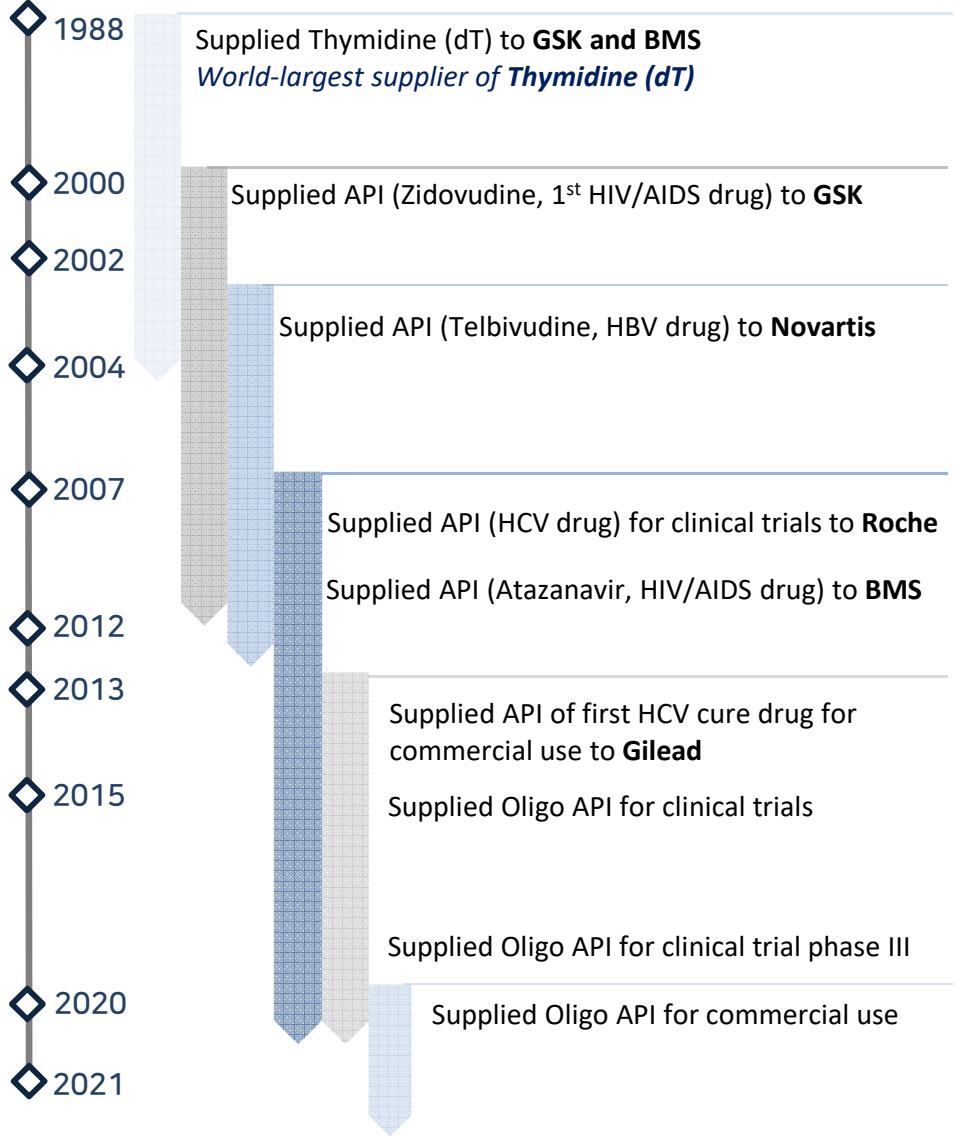 1988
Supplied Thymidine (dT) to GSK and BMS
World-largest supplier of Thymidine (dT)
2000
Supplied API (Zidovudine, 1st HIV/AIDS drug) to GSK
2002
Supplied API (Telbivudine, HBV drug) to Novartis
2004
2007
Supplied API (HCV drug) for clinical trials to Roche
Supplied API (Atazanavir, HIV/AIDS drug) to BMS
2012
2013
Supplied API of first HCV cure drug for
commercial use to Gilead
2015
Supplied Oligo API for clinical trials
Supplied Oligo API for clinical trial phase III
2020
Supplied Oligo API for commercial use
2021